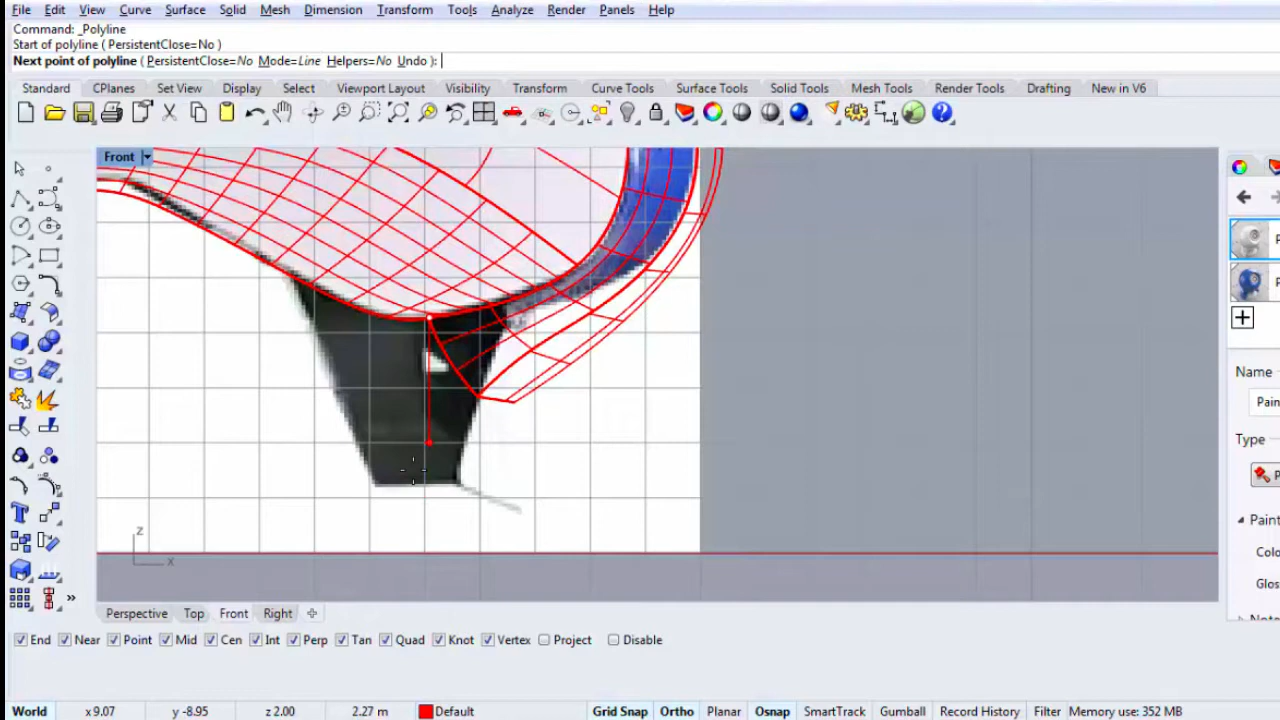 File Edit View Curve Surface Solid Mesh Dimension Transform Tools Analyze Render Panels Help
Command: _Polyline
Start of polyline ( PersistentClose=No )
Next point of polyline ( PersistentClose=No Mode=Line Helpers=No Undo ):
Standard CPlanes Set View Display Select Viewport Layout Visibility Transform Curve Tools Surface Tools Solid Tools Mesh Tools Render Tools Drafting New in V6
Front
P
P
Name
Pain
Type
P
Paint
Colo
Glos
z
x
Perspective Top Front Right
End Near Point Mid Cen Int Perp Tan Quad Knot Vertex Project Disable
World x 9.07 y -8.95 z 2.00 2.27 m Default Grid Snap Ortho Planar Osnap SmartTrack Gumball Record History Filter Memory use: 352 MB